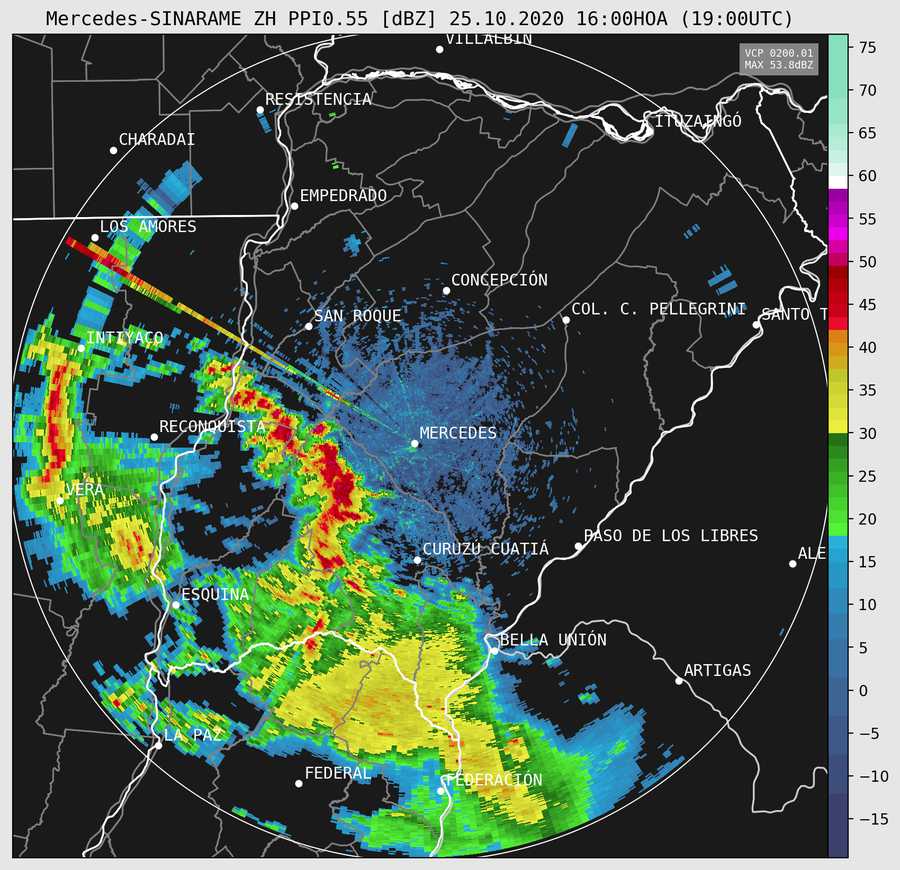 Mercedes-SINARAME ZH PPI0.55 [dBZ] 25.10.2020 16:00HOA (19:00UTC)
VILLALBIN
VCP 0200.01
MAX 53.8dBZ
RESISTENCIA
ITUZAINGÓ
CHARADAI
EMPEDRADO
LOS AMORES
CONCEPCIÓN
SAN ROQUE
COL. C. PELLEGRINI
SANTO T
INTIYACO
RECONQUISTA
MERCEDES
VERA
PASO DE LOS LIBRES
CURUZU CUATIÁ
ALE
ESQUINA
BELLA UNIÓN
ARTIGAS
LA PAZ
FEDERAL
FEDERACIÓN
75
70
65
60
55
50
45
40
35
30
25
20
15
10
5
0
−5
−10
−15